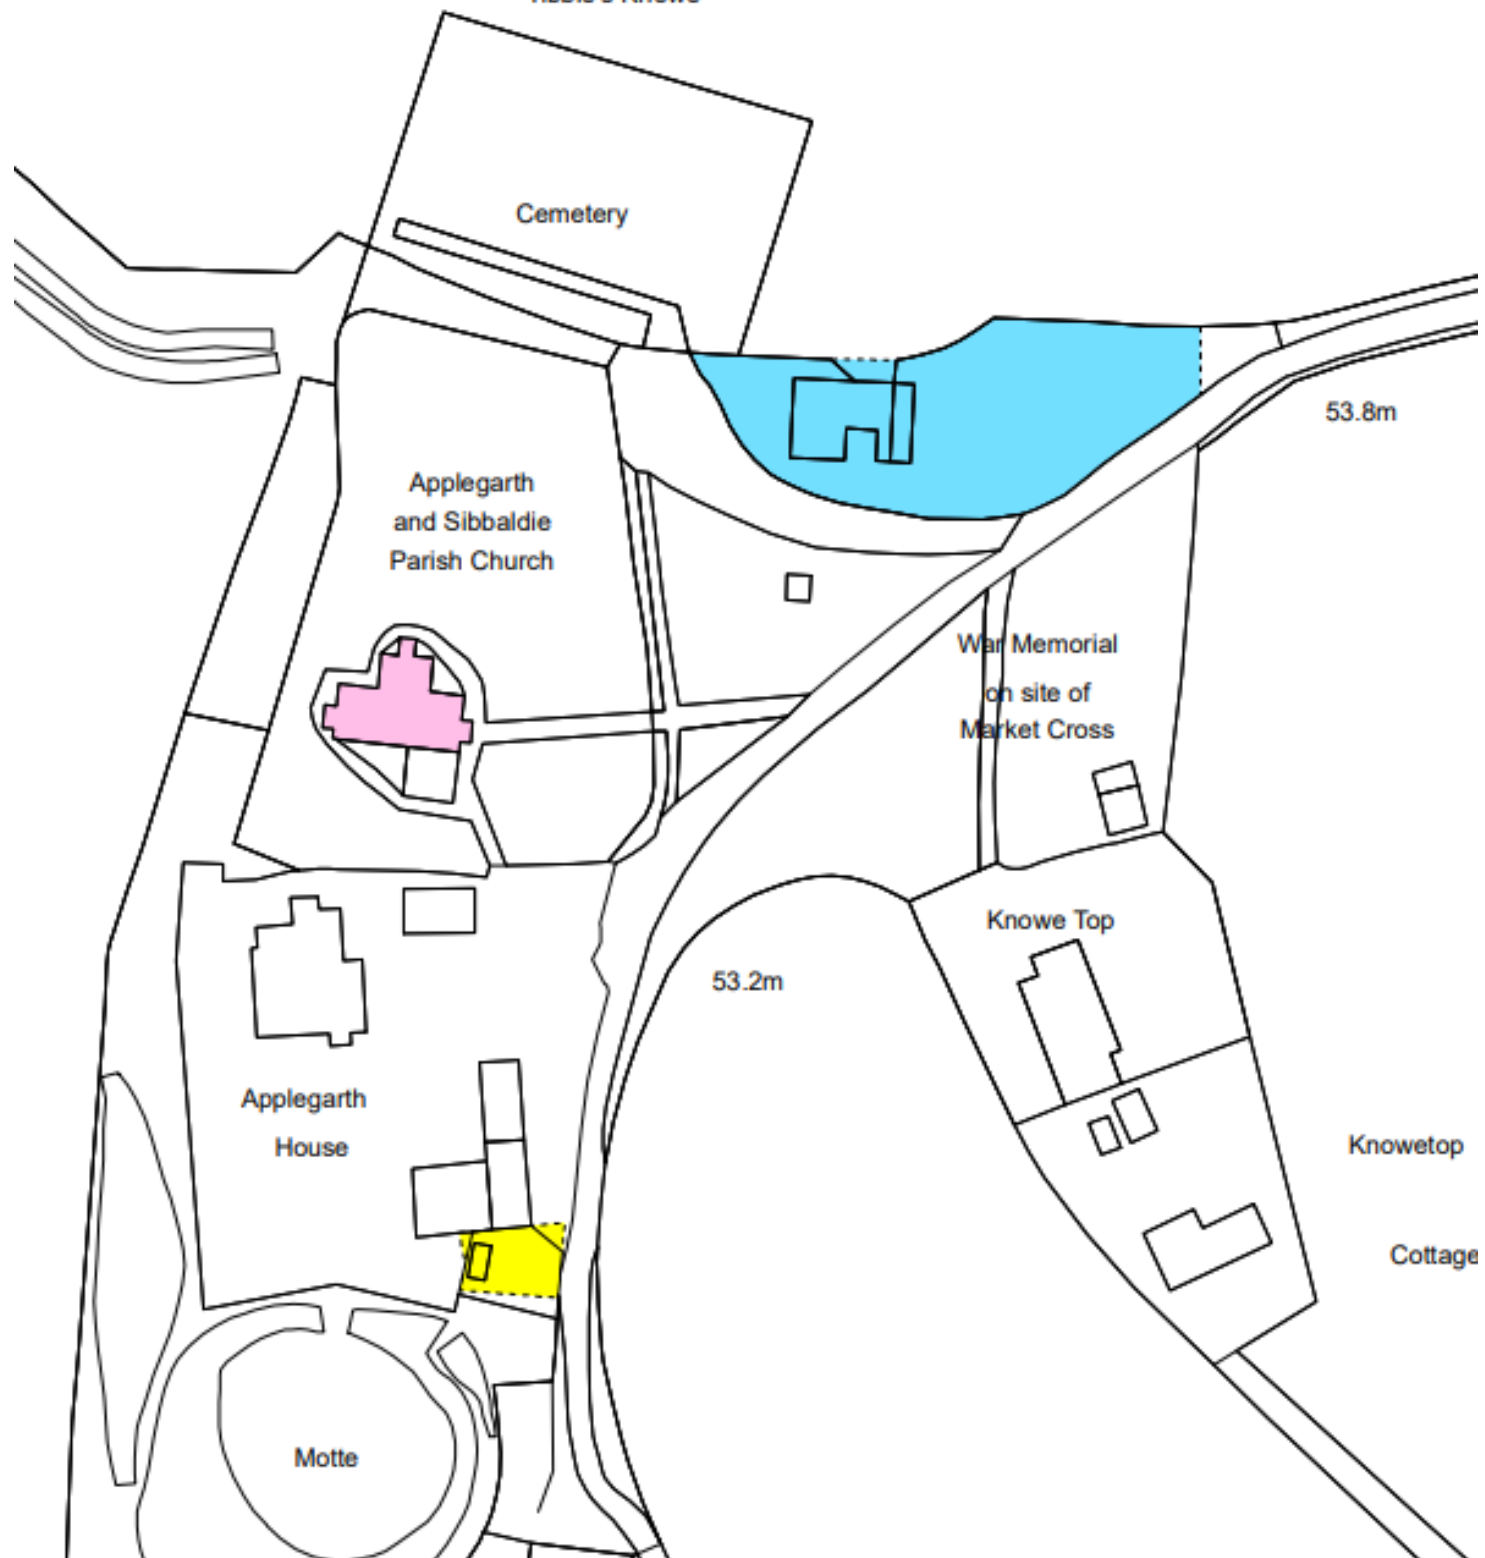 Cemetery
53.8m
Applegarth
and Sibbaldie
Parish Church
War Memorial
on site of
Market Cross
Knowe Top
53.2m
Applegarth
House
Knowetop
Cottage
Motte